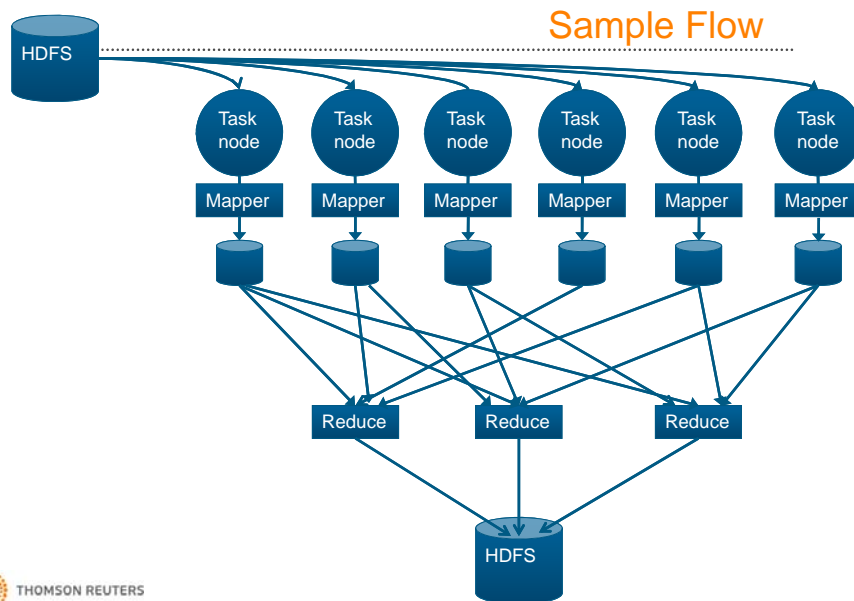 Sample Flow
HDFS
Task
node
Task
node
Task
node
Task
node
Task
node
Task
node
Mapper
Mapper
Mapper
Mapper
Mapper
Mapper
Reduce
Reduce
Reduce
HDFS
THOMSON REUTERS